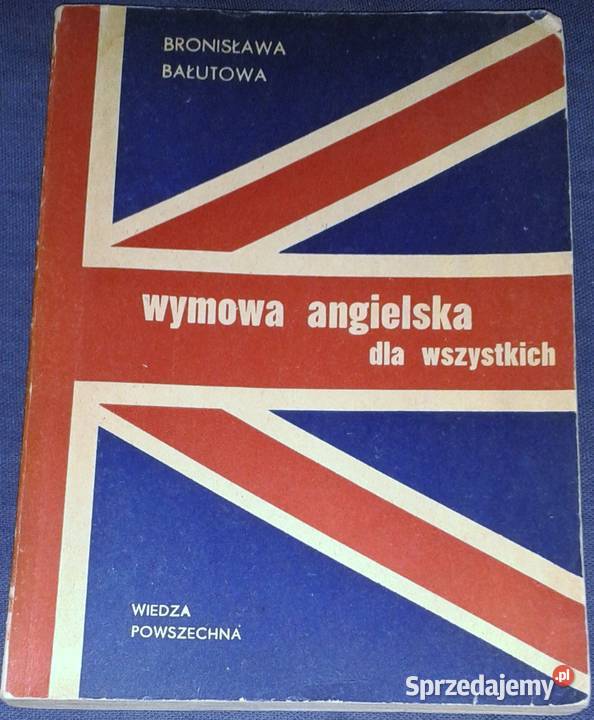 BRONISŁAWA
BAŁUTOWA
wymowa angielska
dla wszystkich
WIEDZA
POWSZECHNA
Sprzedajemy.pl